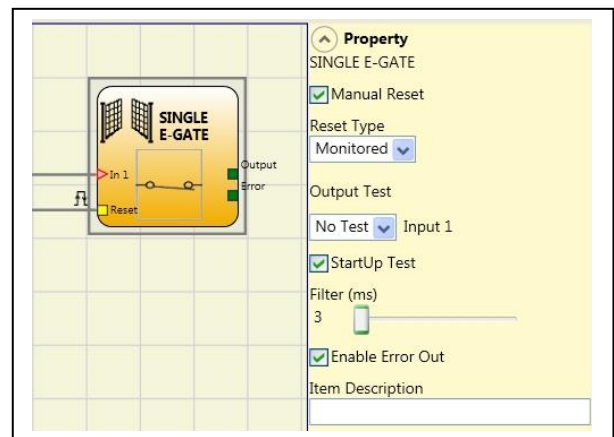 SINGLE
E-GATE
In 1
Output
Error
Reset
Property
SINGLE E-GATE
Manual Reset
Reset Type
Monitored
Output Test
No Test Input 1
StartUp Test
Filter (ms)
3
Enable Error Out
Item Description